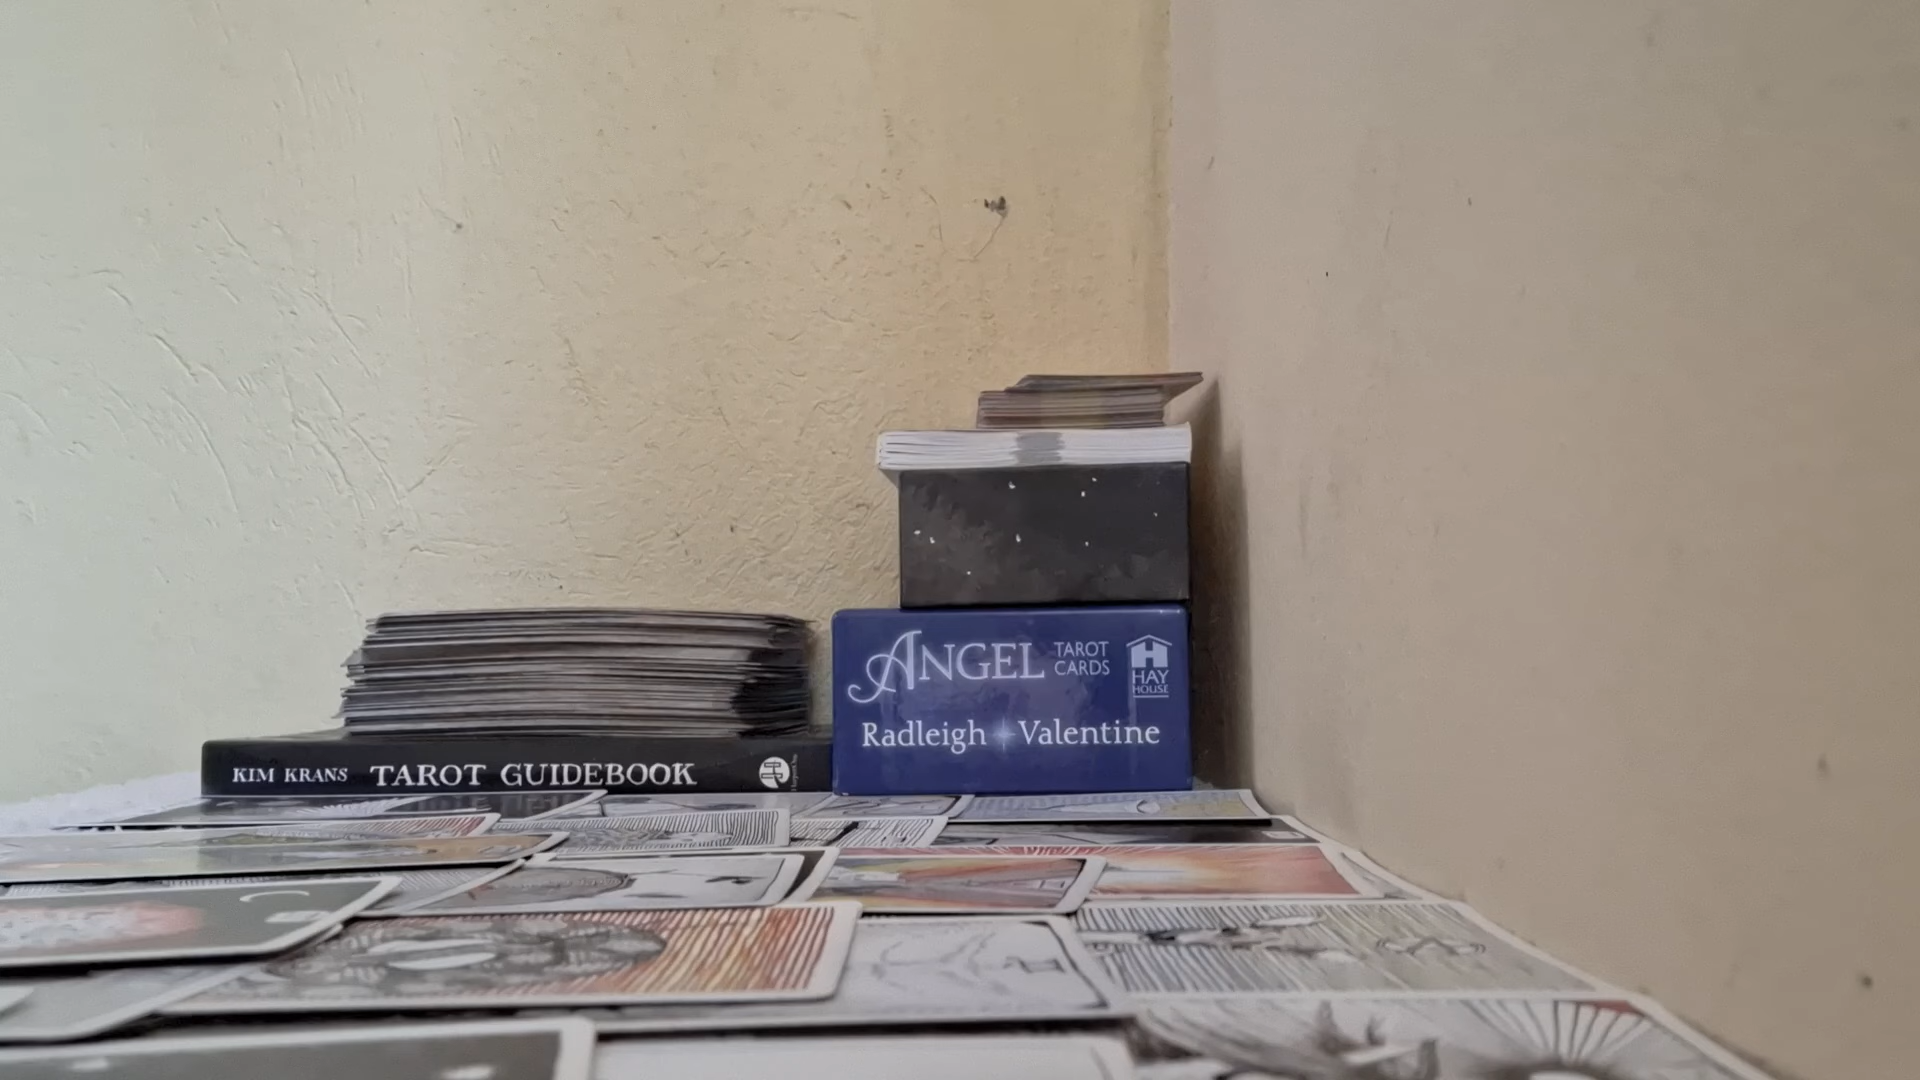 KIM KRANS TAROT GUIDEBOOK
ANGEL TAROT CARDS
HAY HOUSE
Radleigh Valentine